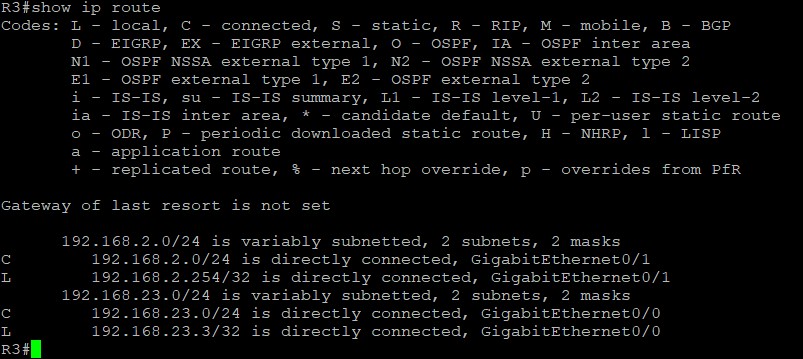 R3#show ip route
Codes: L - local, C - connected, S - static, R - RIP, M - mobile, B - BGP
D - EIGRP, EX - EIGRP external, O - OSPF, IA - OSPF inter area
N1 - OSPF NSSA external type 1, N2 - OSPF NSSA external type 2
E1 - OSPF external type 1, E2 - OSPF external type 2
i - IS-IS, su - IS-IS summary, L1 - IS-IS level-1, L2 - IS-IS level-2
ia - IS-IS inter area, * - candidate default, U - per-user static route
o - ODR, P - periodic downloaded static route, H - NHRP, l - LISP
a - application route
+ - replicated route, % - next hop override, p - overrides from PfR
Gateway of last resort is not set
192.168.2.0/24 is variably subnetted, 2 subnets, 2 masks
C 192.168.2.0/24 is directly connected, GigabitEthernet0/1
L 192.168.2.254/32 is directly connected, GigabitEthernet0/1
192.168.23.0/24 is variably subnetted, 2 subnets, 2 masks
C 192.168.23.0/24 is directly connected, GigabitEthernet0/0
L 192.168.23.3/32 is directly connected, GigabitEthernet0/0
R3#